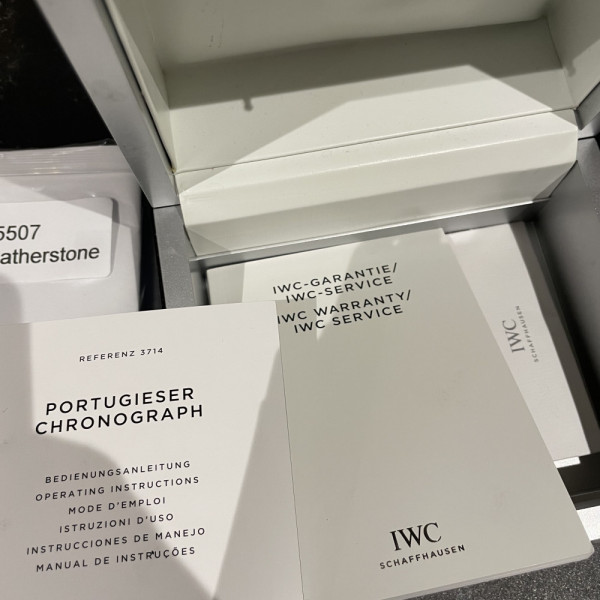 5507
atherstone
IWC-GARANTIE/
IWC-SERVICE
IWC WARRANTY/
IWC SERVICE
IWC
SCHAFFHAUSEN
REFERENZ 3714
PORTUGIESER
CHRONOGRAPH
BEDIENUNGSANLEITUNG
OPERATING INSTRUCTIONS
MODE D'EMPLOI
ISTRUZIONI D'USO
INSTRUCCIONES DE MANEJO
MANUAL DE INSTRUÇÕES
IWC
SCHAFFHAUSEN